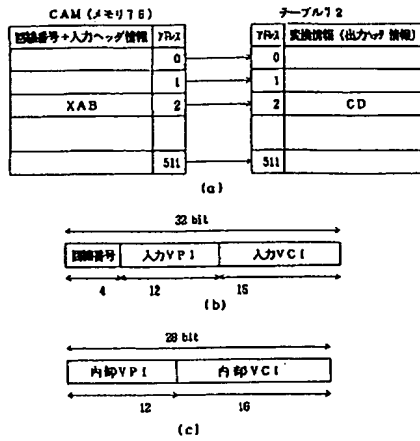 CAM (メモリ76)
テーブル72
回線番号+入力ヘッダ情報 アドレス
アドレス 変換情報 (出力ヘッダ情報)
0 0
1 1
XAB 2 2 CD
511 511
(a)
32 bit
回線番号 入力VPI 入力VCI
4 12
(b)
28 bit
内部VPI 内部VCI
12 16
(c)